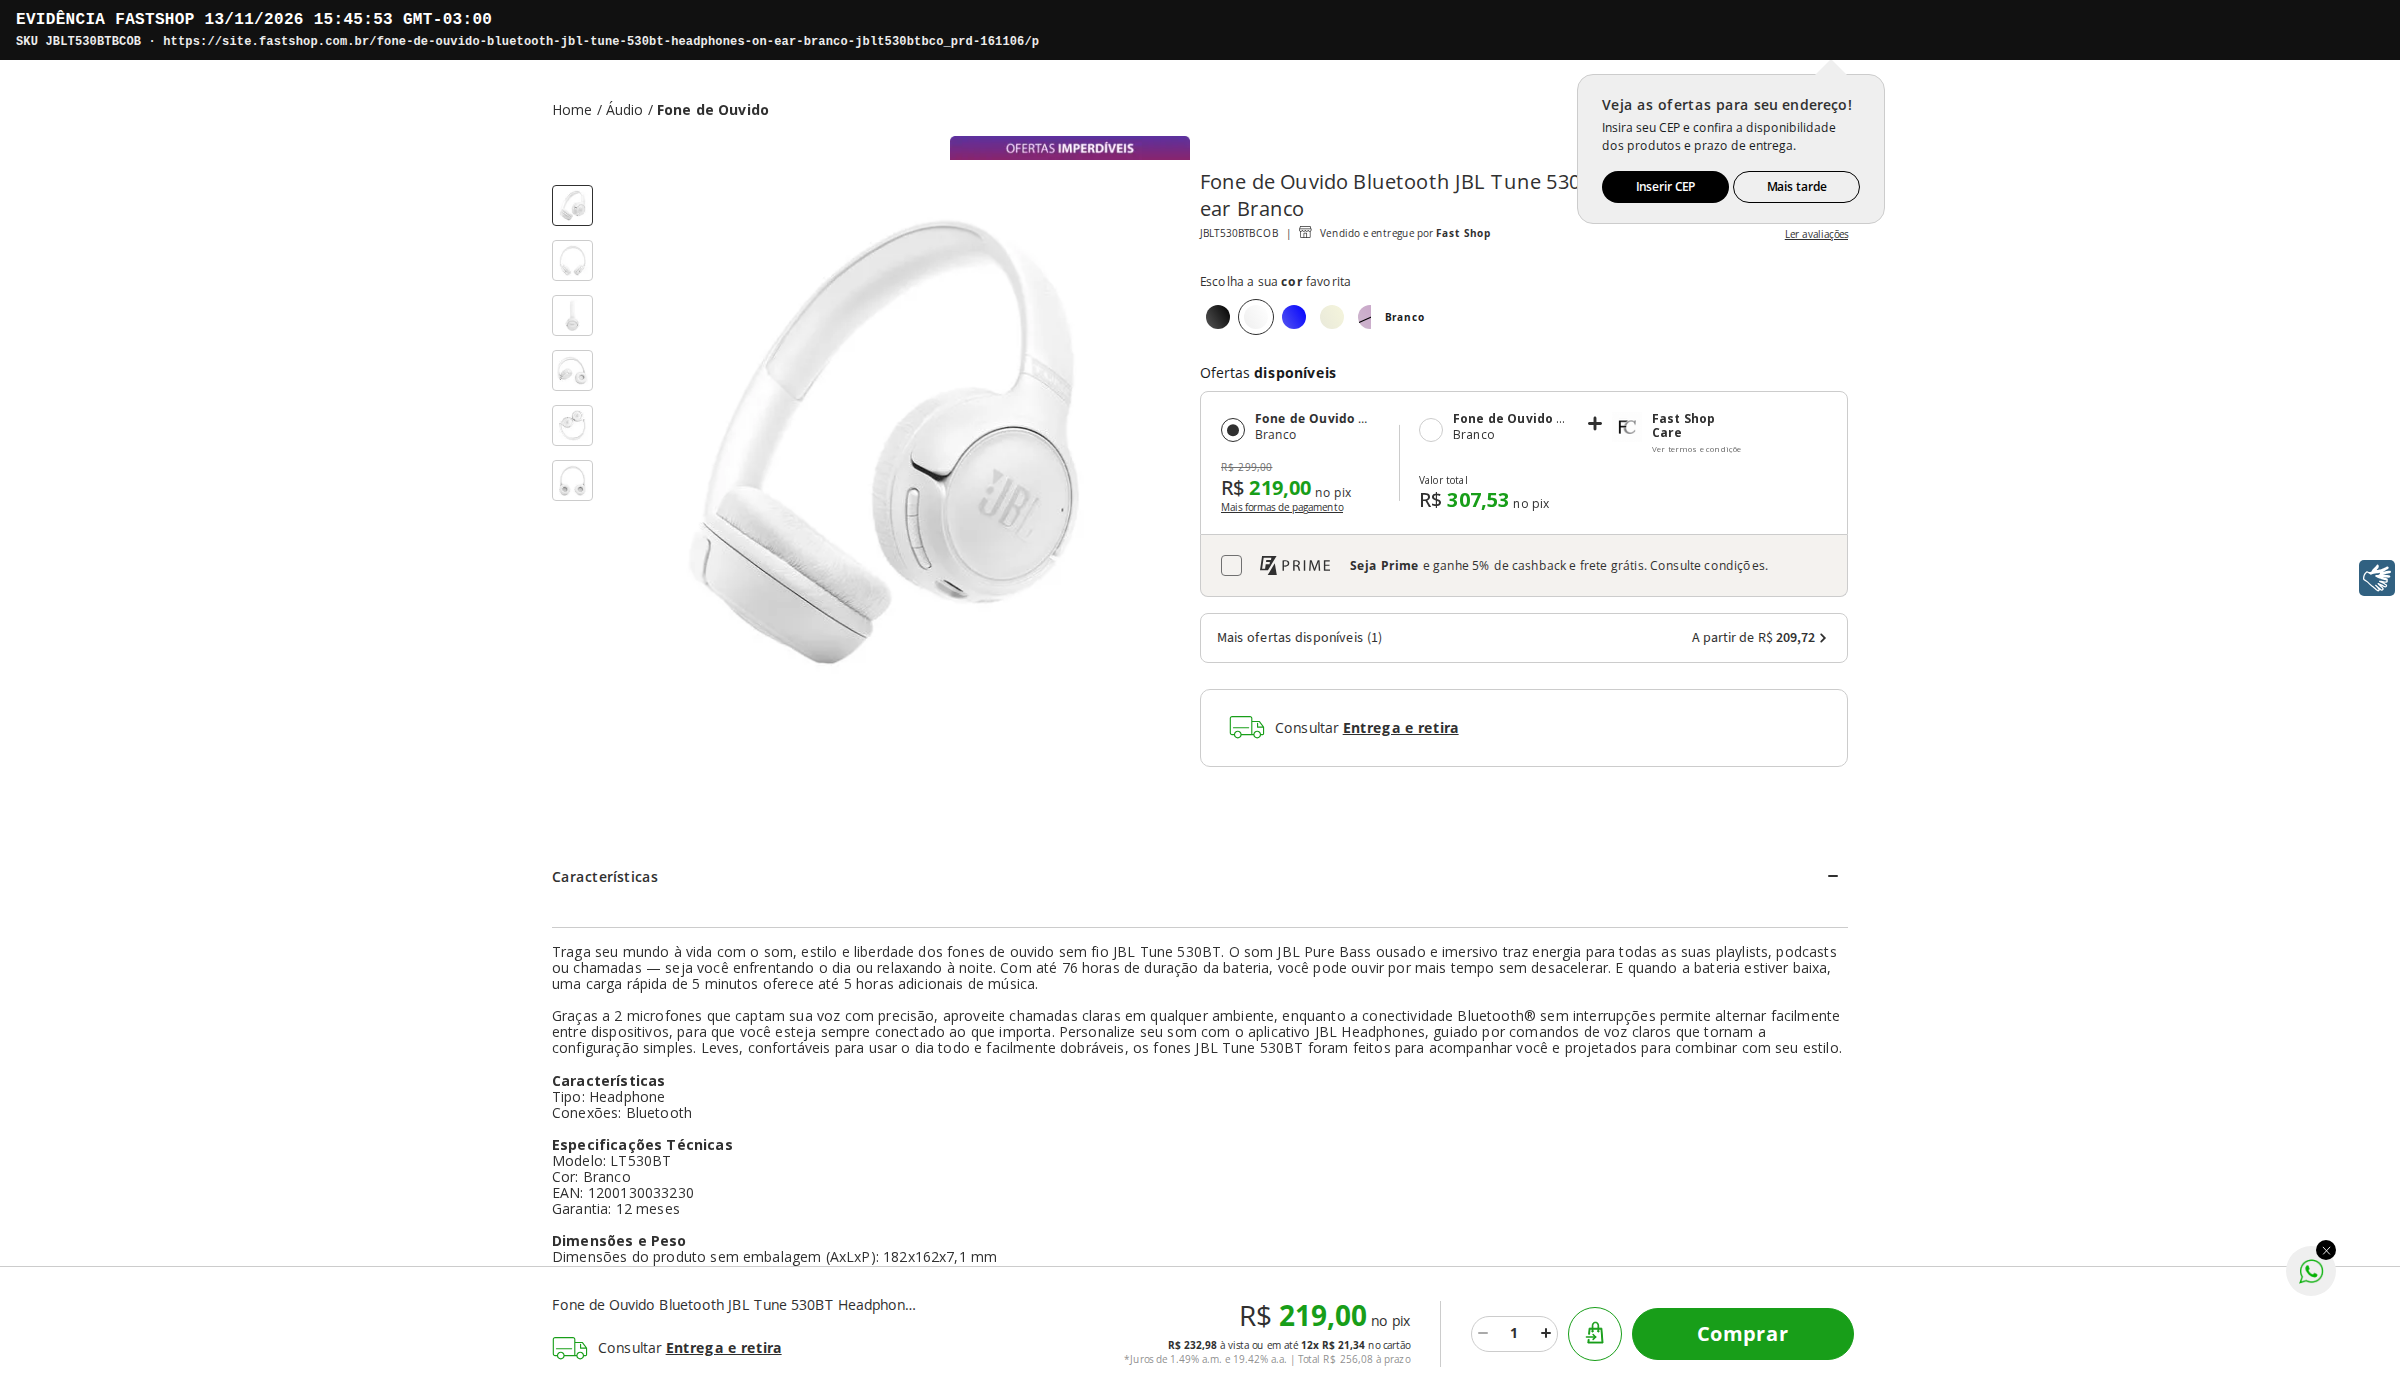 EVIDÊNCIA FASTSHOP 13/11/2026 15:45:53 GMT-03:00
SKU JBLT530BTBCOB · https://site.fastshop.com.br/fone-de-ouvido-bluetooth-jbl-tune-530bt-headphones-on-ear-branco-jblt530btbco_prd-161106/p
Home / Áudio / Fone de Ouvido
Veja as ofertas para seu endereço!
Insira seu CEP e confira a disponibilidade
dos produtos e prazo de entrega.
Inserir CEP
Mais tarde
OFERTAS IMPERDÍVEIS
Fone de Ouvido Bluetooth JBL Tune 530
ear Branco
JBLT530BTBCOB | Vendido e entregue por Fast Shop
Ler avaliações
Escolha a sua cor favorita
Branco
Ofertas disponíveis
Fone de Ouvido ...
Branco
R$ 299,00
R$ 219,00 no pix
Mais formas de pagamento
Fone de Ouvido ...
Branco
+
FC
Fast Shop
Care
Ver termos e condiçõe
Valor total
R$ 307,53 no pix
PRIME
Seja Prime e ganhe 5% de cashback e frete grátis. Consulte condições.
Mais ofertas disponíveis (1)
A partir de R$ 209,72
Consultar Entrega e retira
JBL
Características
Traga seu mundo à vida com o som, estilo e liberdade dos fones de ouvido sem fio JBL Tune 530BT. O som JBL Pure Bass ousado e imersivo traz energia para todas as suas playlists, podcasts
ou chamadas — seja você enfrentando o dia ou relaxando à noite. Com até 76 horas de duração da bateria, você pode ouvir por mais tempo sem desacelerar. E quando a bateria estiver baixa,
uma carga rápida de 5 minutos oferece até 5 horas adicionais de música.
Graças a 2 microfones que captam sua voz com precisão, aproveite chamadas claras em qualquer ambiente, enquanto a conectividade Bluetooth® sem interrupções permite alternar facilmente
entre dispositivos, para que você esteja sempre conectado ao que importa. Personalize seu som com o aplicativo JBL Headphones, guiado por comandos de voz claros que tornam a
configuração simples. Leves, confortáveis para usar o dia todo e facilmente dobráveis, os fones JBL Tune 530BT foram feitos para acompanhar você e projetados para combinar com seu estilo.
Características
Tipo: Headphone
Conexões: Bluetooth
Especificações Técnicas
Modelo: LT530BT
Cor: Branco
EAN: 1200130033230
Garantia: 12 meses
Dimensões e Peso
Dimensões do produto sem embalagem (AxLxP): 182x162x7,1 mm
Fone de Ouvido Bluetooth JBL Tune 530BT Headphon...
Consultar Entrega e retira
R$ 219,00 no pix
R$ 232,98 à vista ou em até 12x R$ 21,34 no cartão
*Juros de 1.49% a.m. e 19.42% a.a. | Total R$ 256,08 à prazo
1
Comprar